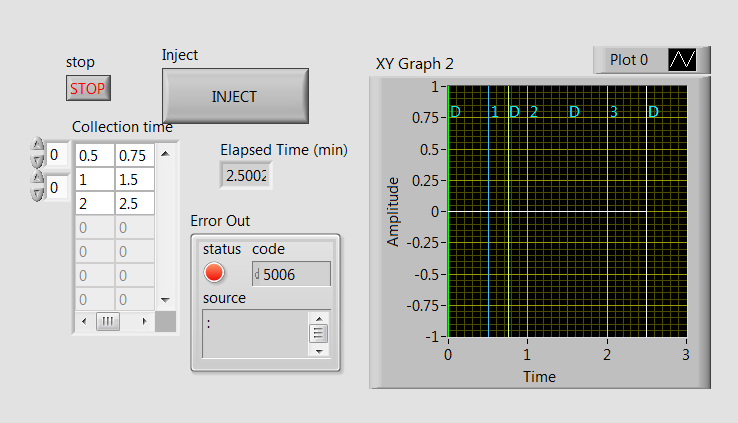 stop
STOP
Inject
INJECT
Collection time
0
0
0.5 0.75
1 1.5
2 2.5
0 0
0 0
0 0
0 0
Elapsed Time (min)
2.5002
Error Out
status code
d 5006
source
:
XY Graph 2
Plot 0
Amplitude
1
0.75
0.5
0.25
0
-0.25
-0.5
-0.75
-1
D 1 D 2 D 3 D
0 1 2 3
Time